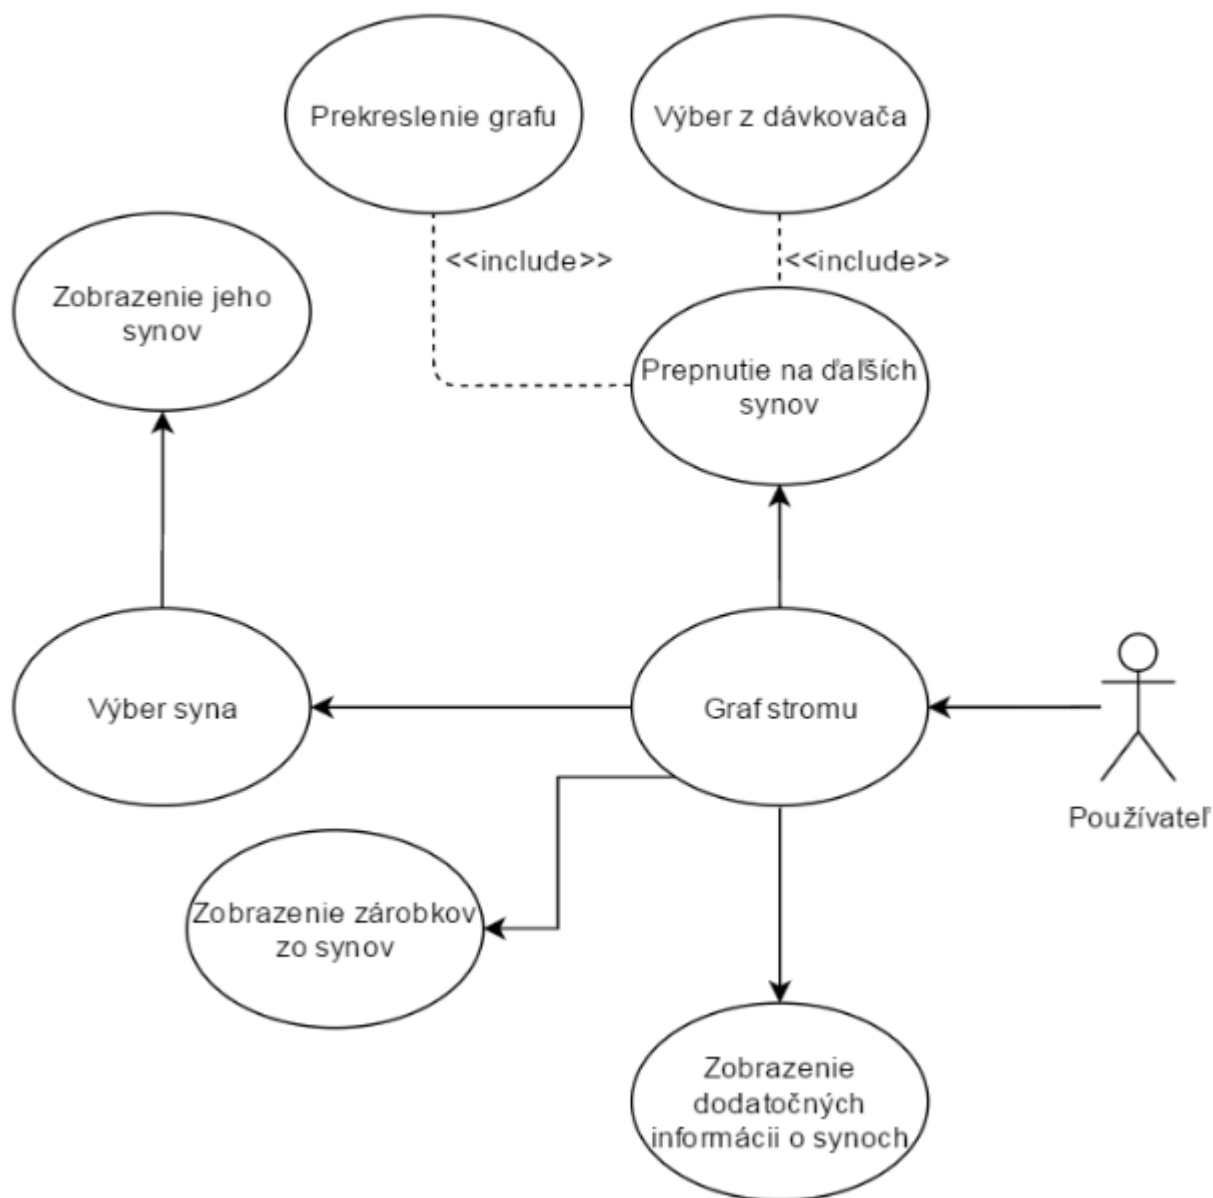 Prekreslenie grafu
Výber z dávkovača
<<include>>
<<include>>
Zobrazenie jeho
synov
Prepnutie na ďaľších
synov
Výber syna
Graf stromu
Používateľ
Zobrazenie zárobkov
zo synov
Zobrazenie
dodatočných
informácii o synoch